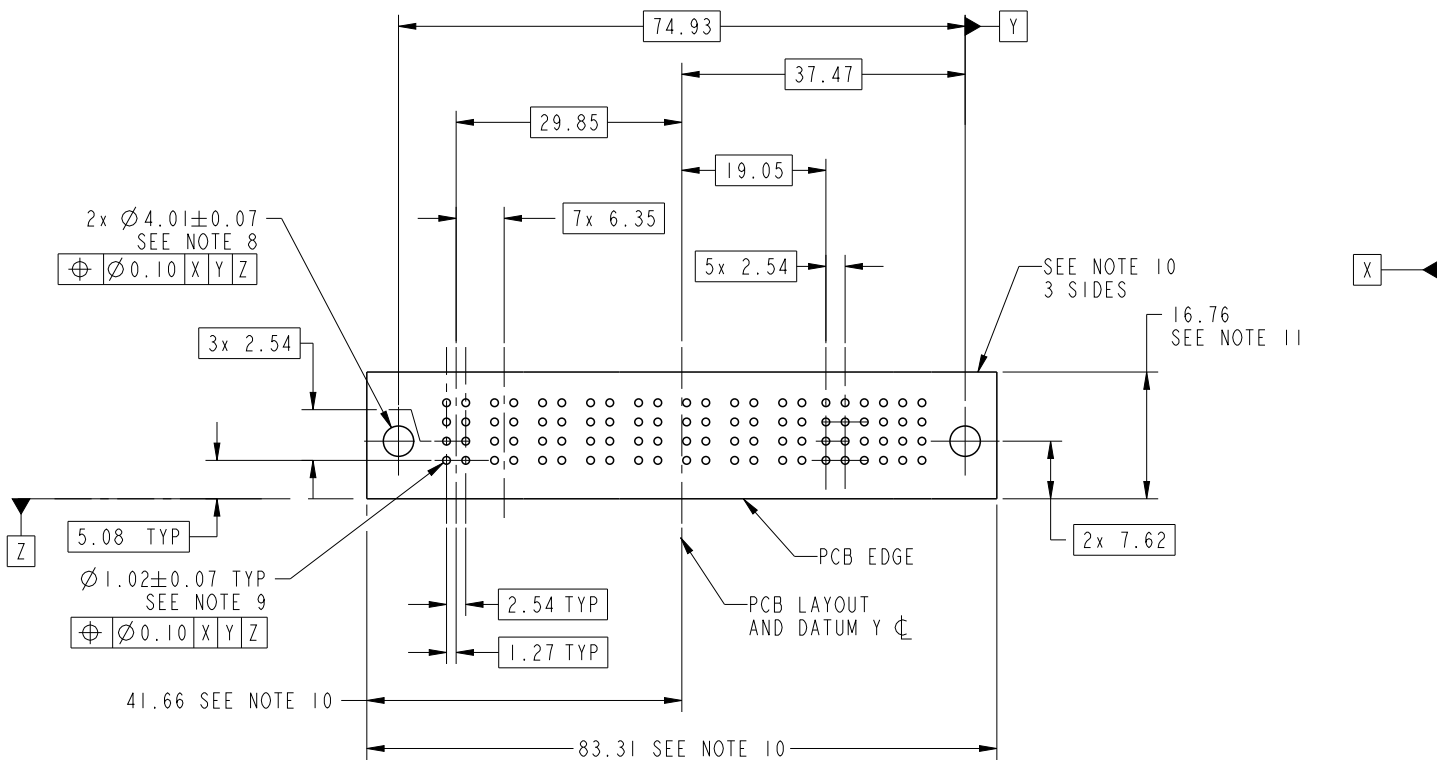 74.93
Y
37.47
29.85
19.05
2x Ø4.01±0.07
SEE NOTE 8
⌖ Ø0.10 X Y Z
7x 6.35
5x 2.54
SEE NOTE 10
3 SIDES
X
16.76
SEE NOTE 11
3x 2.54
5.08 TYP
Z
2x 7.62
PCB EDGE
Ø1.02±0.07 TYP
SEE NOTE 9
⌖ Ø0.10 X Y Z
2.54 TYP
PCB LAYOUT
AND DATUM Y ℄
1.27 TYP
41.66 SEE NOTE 10
83.31 SEE NOTE 10